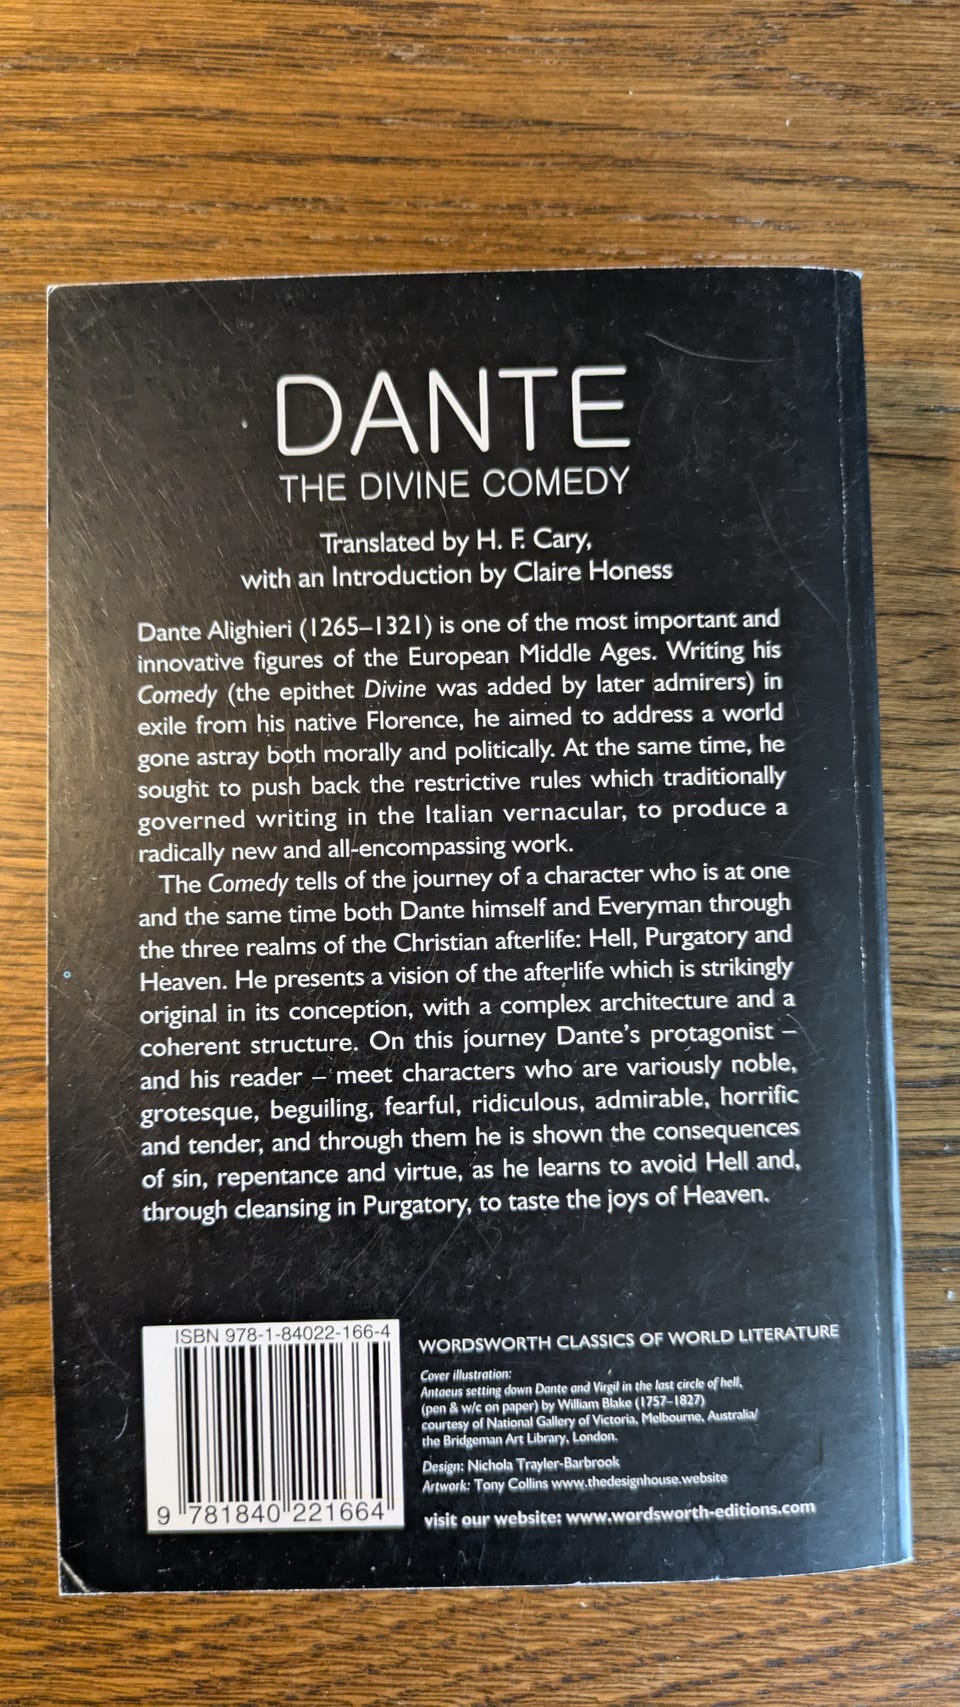 DANTE
THE DIVINE COMEDY
Translated by H. F. Cary,
with an Introduction by Claire Honess
Dante Alighieri (1265–1321) is one of the most important and
innovative figures of the European Middle Ages. Writing his
Comedy (the epithet Divine was added by later admirers) in
exile from his native Florence, he aimed to address a world
gone astray both morally and politically. At the same time, he
sought to push back the restrictive rules which traditionally
governed writing in the Italian vernacular, to produce a
radically new and all-encompassing work.
The Comedy tells of the journey of a character who is at one
and the same time both Dante himself and Everyman through
the three realms of the Christian afterlife: Hell, Purgatory and
Heaven. He presents a vision of the afterlife which is strikingly
original in its conception, with a complex architecture and a
coherent structure. On this journey Dante's protagonist –
and his reader – meet characters who are variously noble,
grotesque, beguiling, fearful, ridiculous, admirable, horrific
and tender, and through them he is shown the consequences
of sin, repentance and virtue, as he learns to avoid Hell and,
through cleansing in Purgatory, to taste the joys of Heaven.
ISBN 978-1-84022-166-4
9 781840 221664
WORDSWORTH CLASSICS OF WORLD LITERATURE
Cover illustration:
Antaeus setting down Dante and Virgil in the last circle of hell,
(pen & w/c on paper) by William Blake (1757–1827)
courtesy of National Gallery of Victoria, Melbourne, Australia/
the Bridgeman Art Library, London.
Design: Nichola Trayler-Barbrook
Artwork: Tony Collins www.thedesignhouse.website
visit our website: www.wordsworth-editions.com